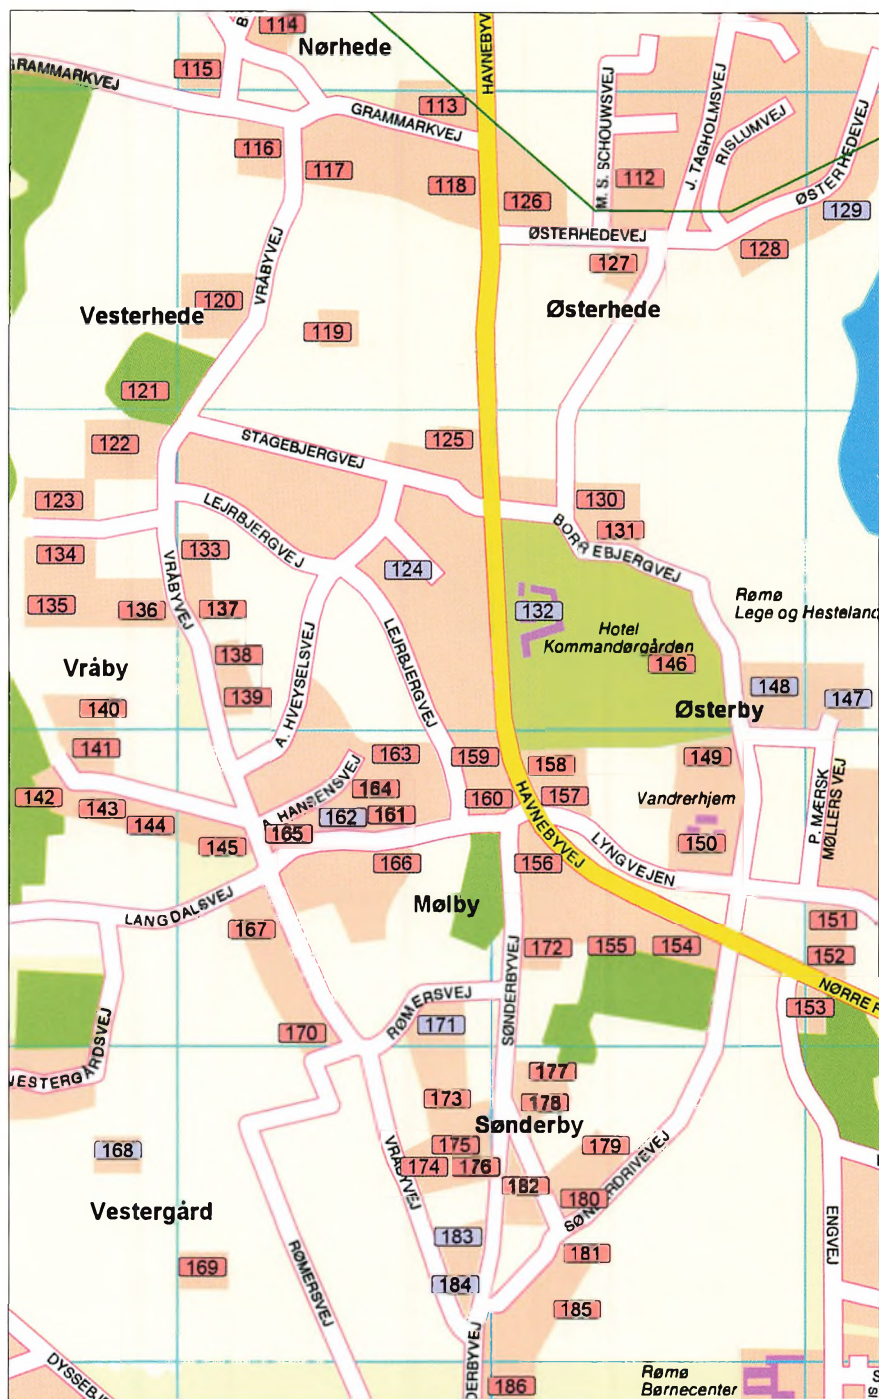 114
Nørhede
HAVNEBYV
115
GRAMMARKVEJ
113
GRAMMARKVEJ
116
117
118
126
M. S. SCHOUWSVEJ
112
J. TAGHOLMSVEJ
RISLUMVEJ
ØSTERHEDEVEJ
129
ØSTERHEDEVEJ
127
128
VRÅBYVEJ
120
Vesterhede
119
Østerhede
121
122
STAGEBJERGVEJ
125
123
LEJRBJERGVEJ
130
131
BORREBJERGVEJ
134
133
VRÅBYVEJ
124
135
136
137
132
Rømø
Lege og Hesteland
Hotel
Kommandørgården
146
138
139
Vråby
A. HVEYSELSVEJ
LEJRBJERGVEJ
148
147
140
Østerby
141
163
159
158
149
142
143
144
164
A. HANSENSVEJ
162
161
160
157
HAVNEBYVEJ
Vandrerhjem
P. MÆRSK
MØLLERS VEJ
165
145
150
LYNGVEJEN
166
156
LANGDALSVEJ
Mølby
167
151
172
155
154
152
SØNDERBYVEJ
NØRRE F
RØMERSVEJ
153
170
171
VESTERGÅRDSVEJ
177
173
178
Sønderby
168
175
179
174
176
VRÅBYVEJ
182
180
SØNDERDRIVEVEJ
Vestergård
183
181
ENGVEJ
169
184
RØMERSVEJ
185
DERBYVEJ
DYSSEBJ
186
Rømø
Børnecenter